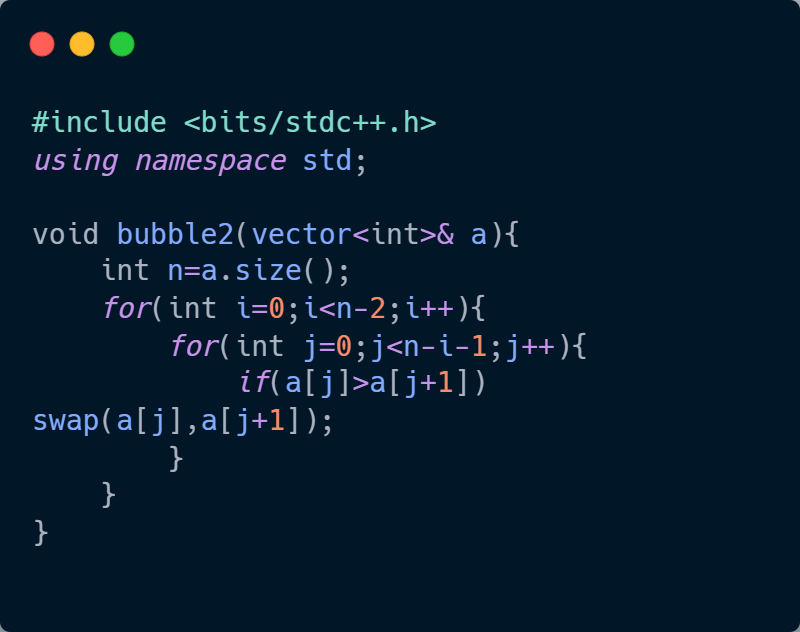 #include <bits/stdc++.h>
using namespace std;

void bubble2(vector<int>& a){
    int n=a.size();
    for(int i=0;i<n-2;i++){
        for(int j=0;j<n-i-1;j++){
            if(a[j]>a[j+1])
swap(a[j],a[j+1]);
        }
    }
}